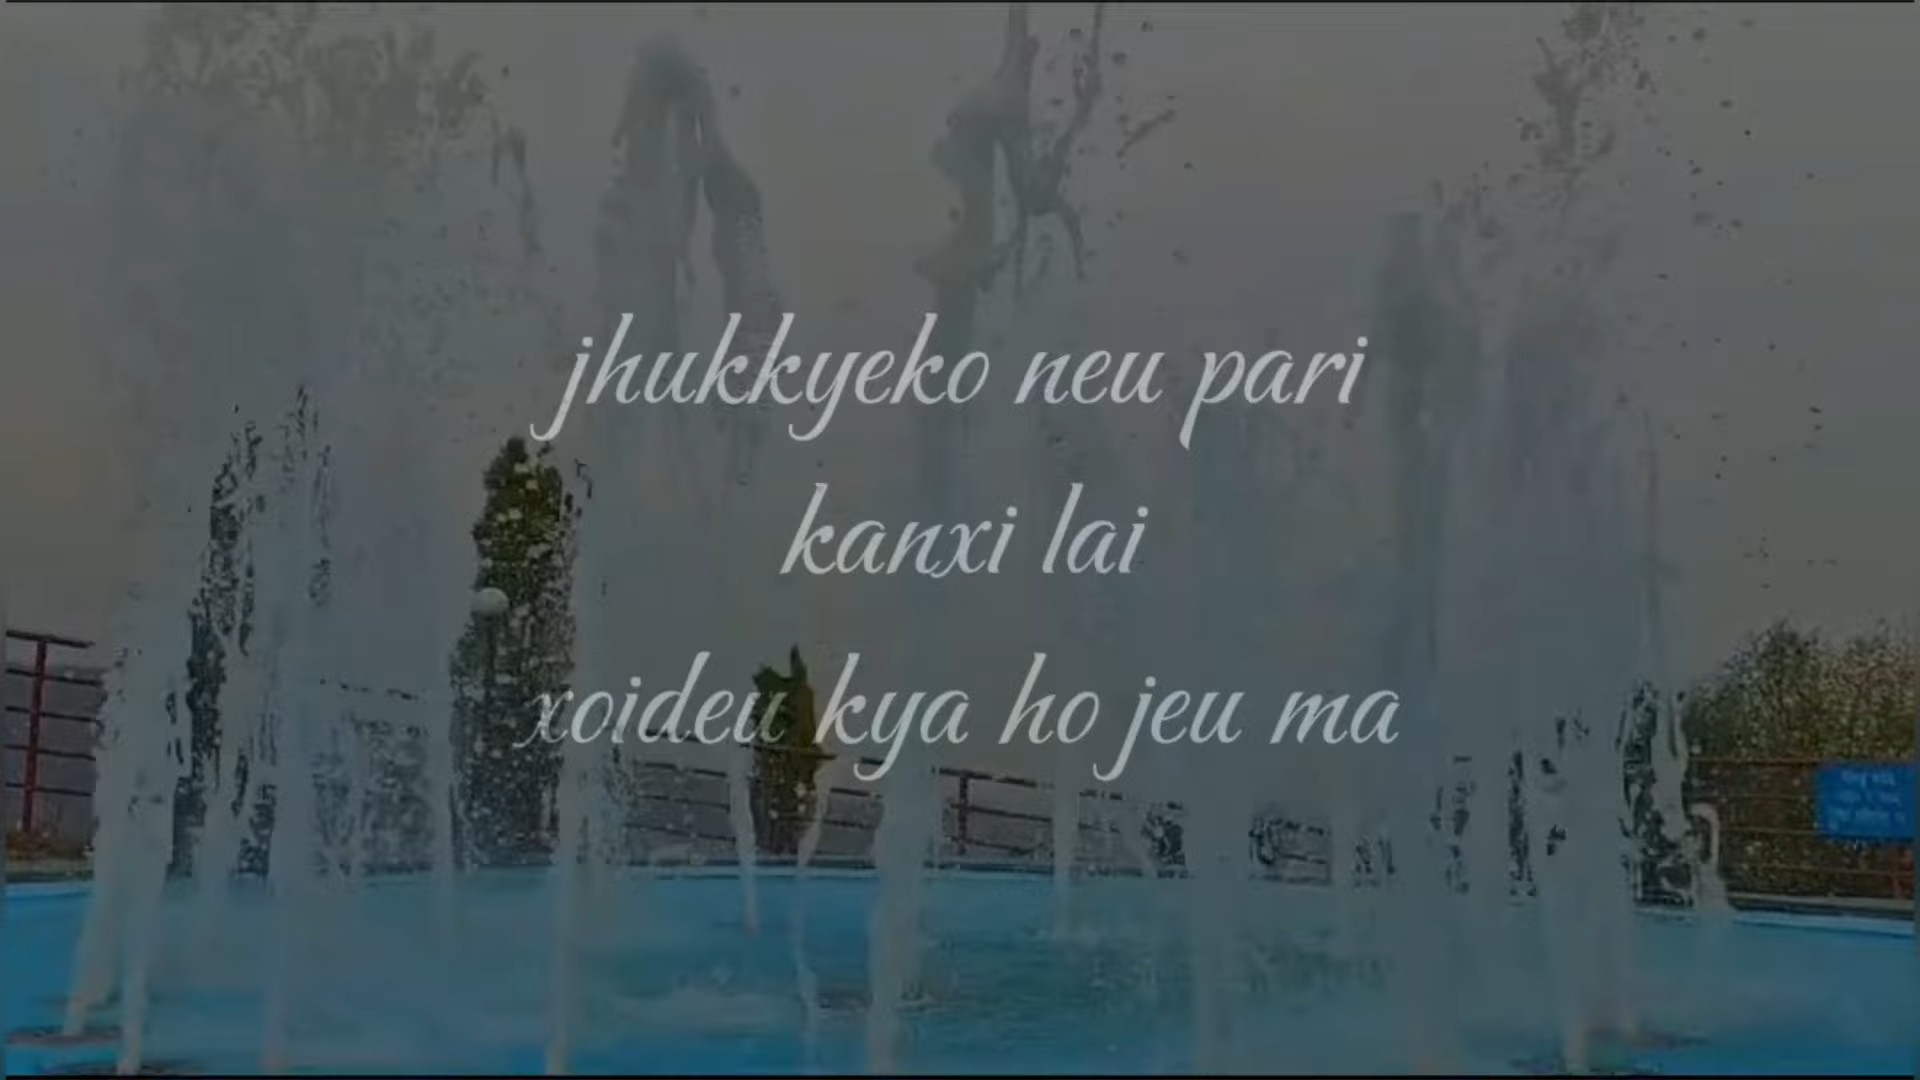 jhukkyeko neu pari
kanxi lai
xoideu kya ho jeu ma